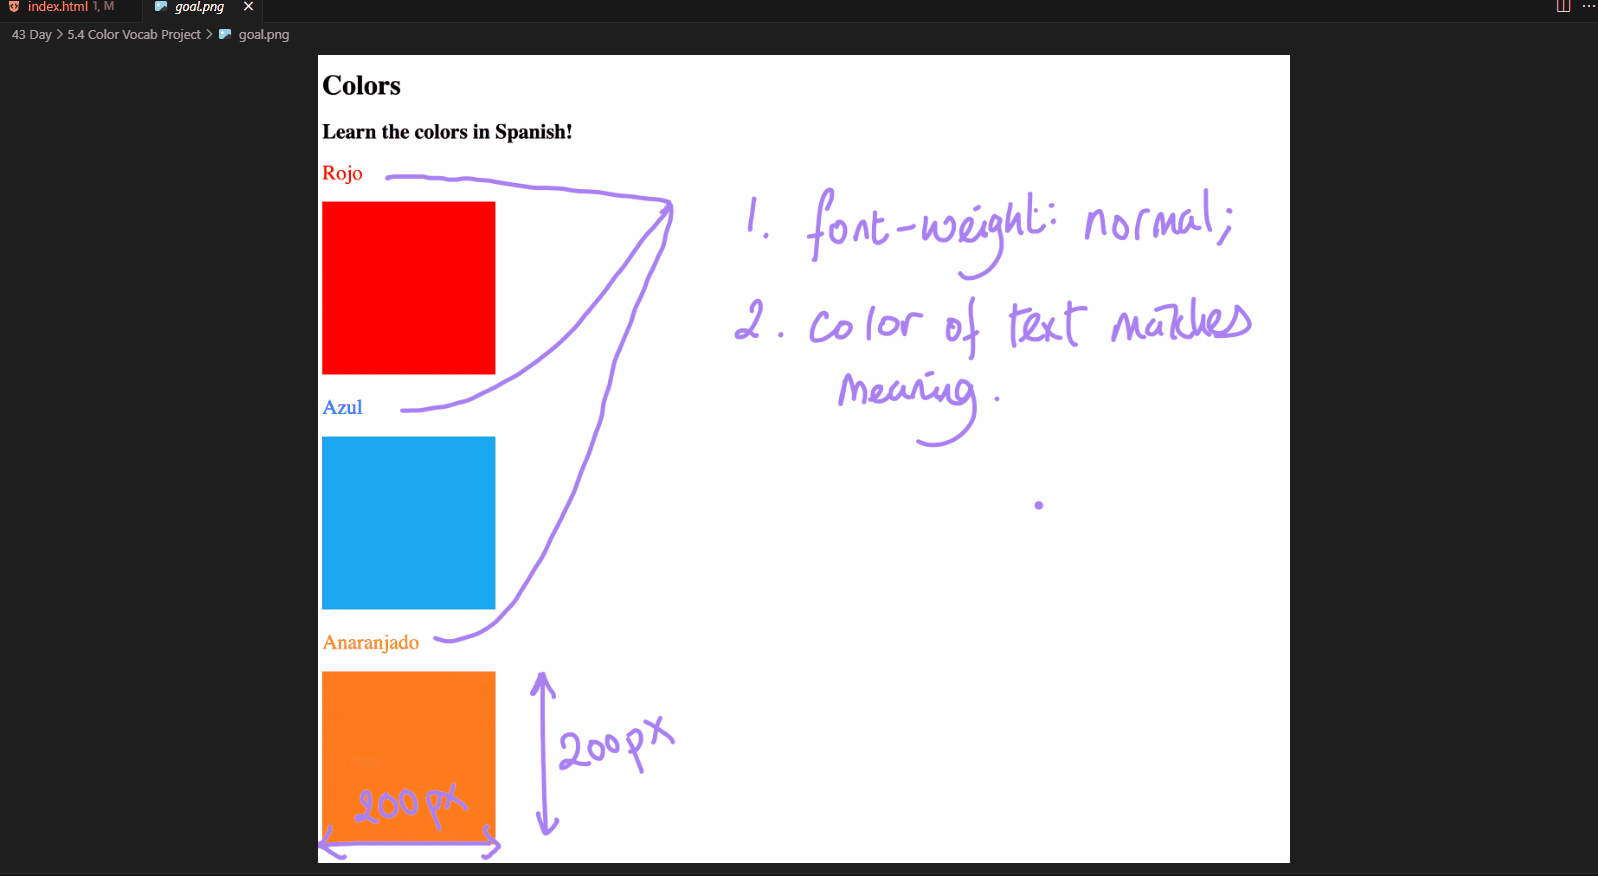 index.html 1, M goal.png
43 Day > 5.4 Color Vocab Project > goal.png
Colors
Learn the colors in Spanish!
Rojo
1. font-weight: normal;
2. color of text matches
meaning.
Azul
Anaranjado
200px
200px